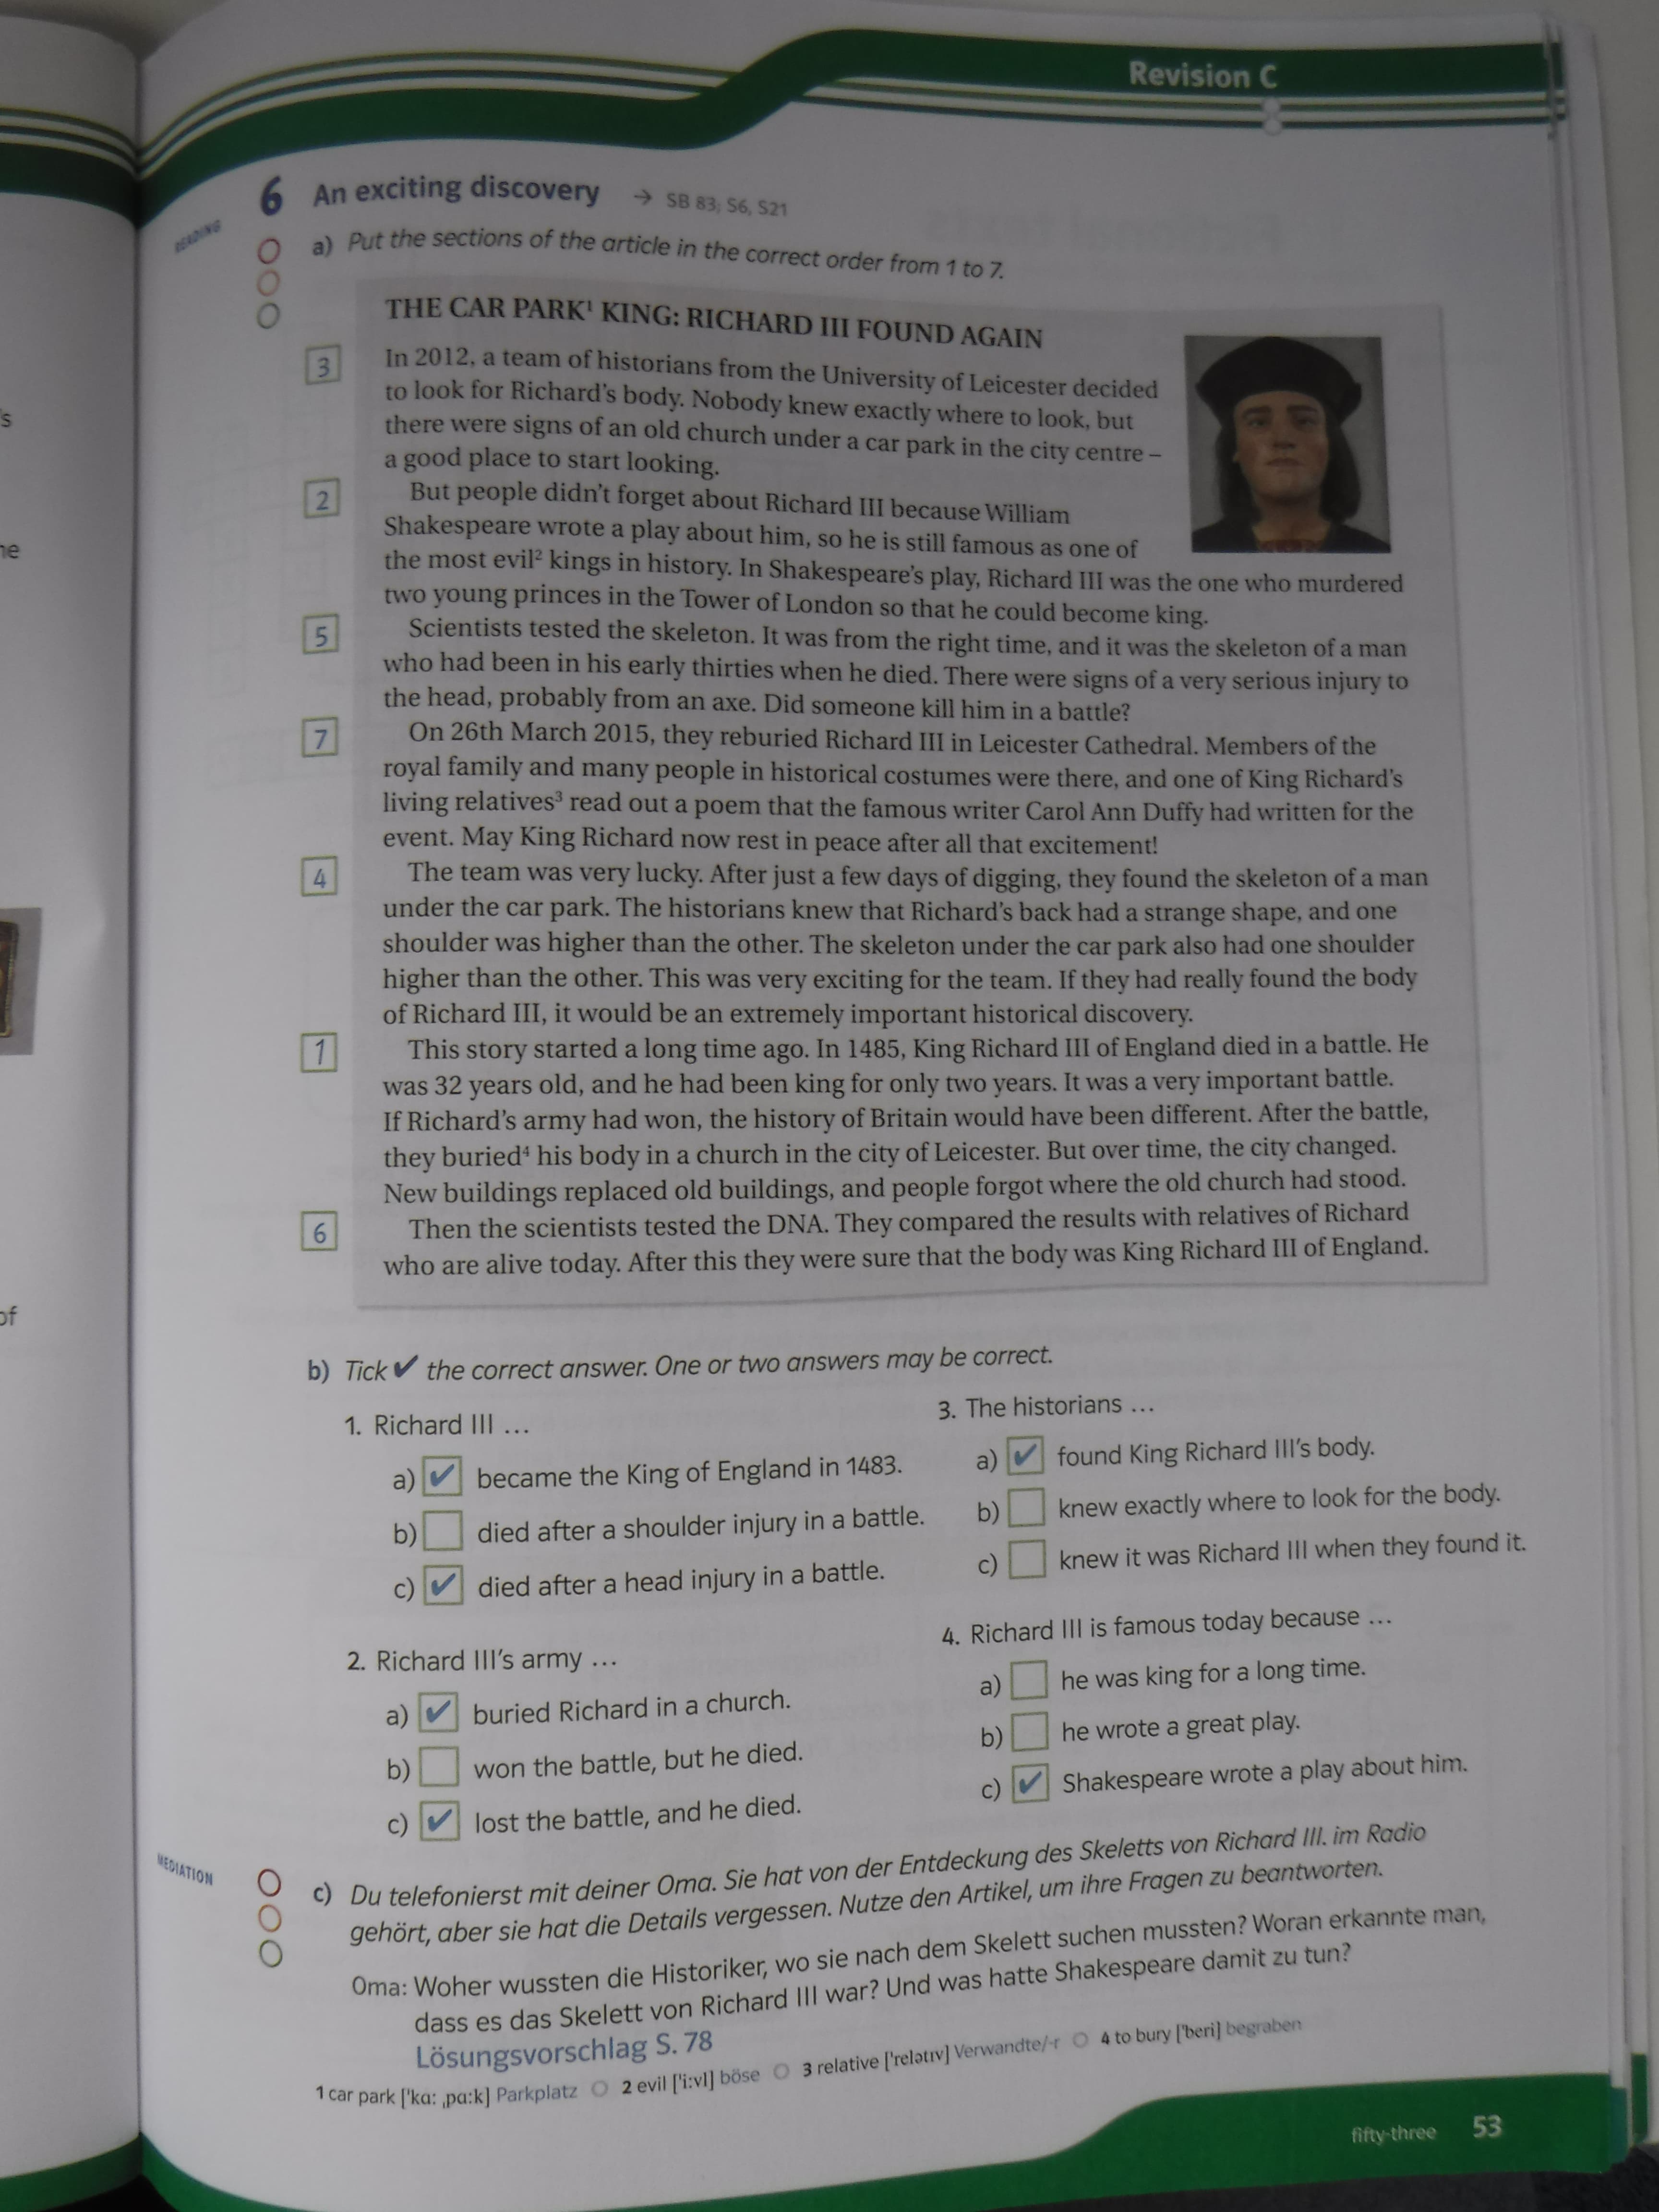 Revision C
READING
6 An exciting discovery → SB 83; S6, S21
a) Put the sections of the article in the correct order from 1 to 7.
THE CAR PARK¹ KING: RICHARD III FOUND AGAIN
3 In 2012, a team of historians from the University of Leicester decided
to look for Richard's body. Nobody knew exactly where to look, but
there were signs of an old church under a car park in the city centre –
a good place to start looking.
2 But people didn't forget about Richard III because William
Shakespeare wrote a play about him, so he is still famous as one of
the most evil² kings in history. In Shakespeare's play, Richard III was the one who murdered
two young princes in the Tower of London so that he could become king.
5 Scientists tested the skeleton. It was from the right time, and it was the skeleton of a man
who had been in his early thirties when he died. There were signs of a very serious injury to
the head, probably from an axe. Did someone kill him in a battle?
7 On 26th March 2015, they reburied Richard III in Leicester Cathedral. Members of the
royal family and many people in historical costumes were there, and one of King Richard's
living relatives³ read out a poem that the famous writer Carol Ann Duffy had written for the
event. May King Richard now rest in peace after all that excitement!
4 The team was very lucky. After just a few days of digging, they found the skeleton of a man
under the car park. The historians knew that Richard's back had a strange shape, and one
shoulder was higher than the other. The skeleton under the car park also had one shoulder
higher than the other. This was very exciting for the team. If they had really found the body
of Richard III, it would be an extremely important historical discovery.
1 This story started a long time ago. In 1485, King Richard III of England died in a battle. He
was 32 years old, and he had been king for only two years. It was a very important battle.
If Richard's army had won, the history of Britain would have been different. After the battle,
they buried⁴ his body in a church in the city of Leicester. But over time, the city changed.
New buildings replaced old buildings, and people forgot where the old church had stood.
6 Then the scientists tested the DNA. They compared the results with relatives of Richard
who are alive today. After this they were sure that the body was King Richard III of England.
b) Tick ✔ the correct answer. One or two answers may be correct.
1. Richard III …
a) ✔ became the King of England in 1483.
b) died after a shoulder injury in a battle.
c) ✔ died after a head injury in a battle.
2. Richard III's army …
a) ✔ buried Richard in a church.
b) won the battle, but he died.
c) ✔ lost the battle, and he died.
3. The historians …
a) ✔ found King Richard III's body.
b) knew exactly where to look for the body.
c) knew it was Richard III when they found it.
4. Richard III is famous today because …
a) he was king for a long time.
b) he wrote a great play.
c) ✔ Shakespeare wrote a play about him.
MEDIATION
c) Du telefonierst mit deiner Oma. Sie hat von der Entdeckung des Skeletts von Richard III. im Radio
gehört, aber sie hat die Details vergessen. Nutze den Artikel, um ihre Fragen zu beantworten.
Oma: Woher wussten die Historiker, wo sie nach dem Skelett suchen mussten? Woran erkannte man,
dass es das Skelett von Richard III war? Und was hatte Shakespeare damit zu tun?
Lösungsvorschlag S. 78
1 car park [ˈkɑː ˌpɑːk] Parkplatz 2 evil [ˈiːvl] böse 3 relative [ˈrelətɪv] Verwandte/-r 4 to bury [ˈberi] begraben
fifty-three 53
's
ne
of